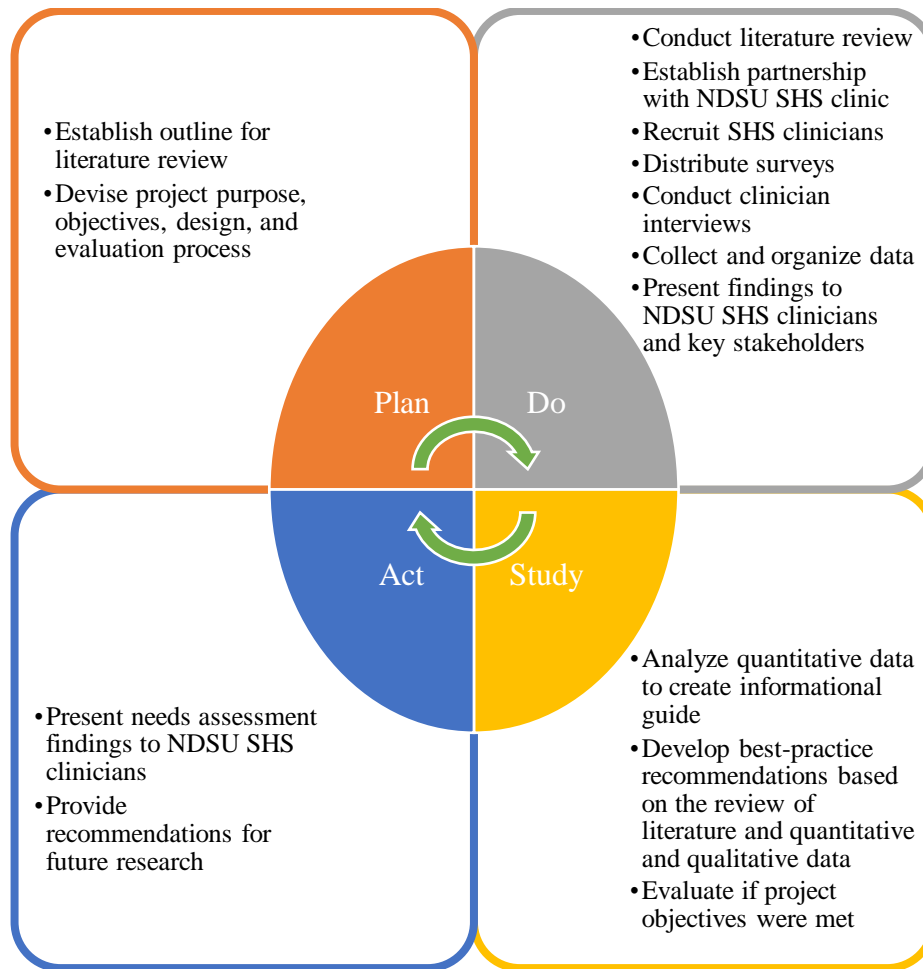 •Establish outline for
literature review
•Devise project purpose,
objectives, design, and
evaluation process
•Conduct literature review
•Establish partnership
with NDSU SHS clinic
•Recruit SHS clinicians
•Distribute surveys
•Conduct clinician
interviews
•Collect and organize data
•Present findings to
NDSU SHS clinicians
and key stakeholders
Plan
Do
Act
Study
•Present needs assessment
findings to NDSU SHS
clinicians
•Provide
recommendations for
future research
•Analyze quantitative data
to create informational
guide
•Develop best-practice
recommendations based
on the review of
literature and quantitative
and qualitative data
•Evaluate if project
objectives were met